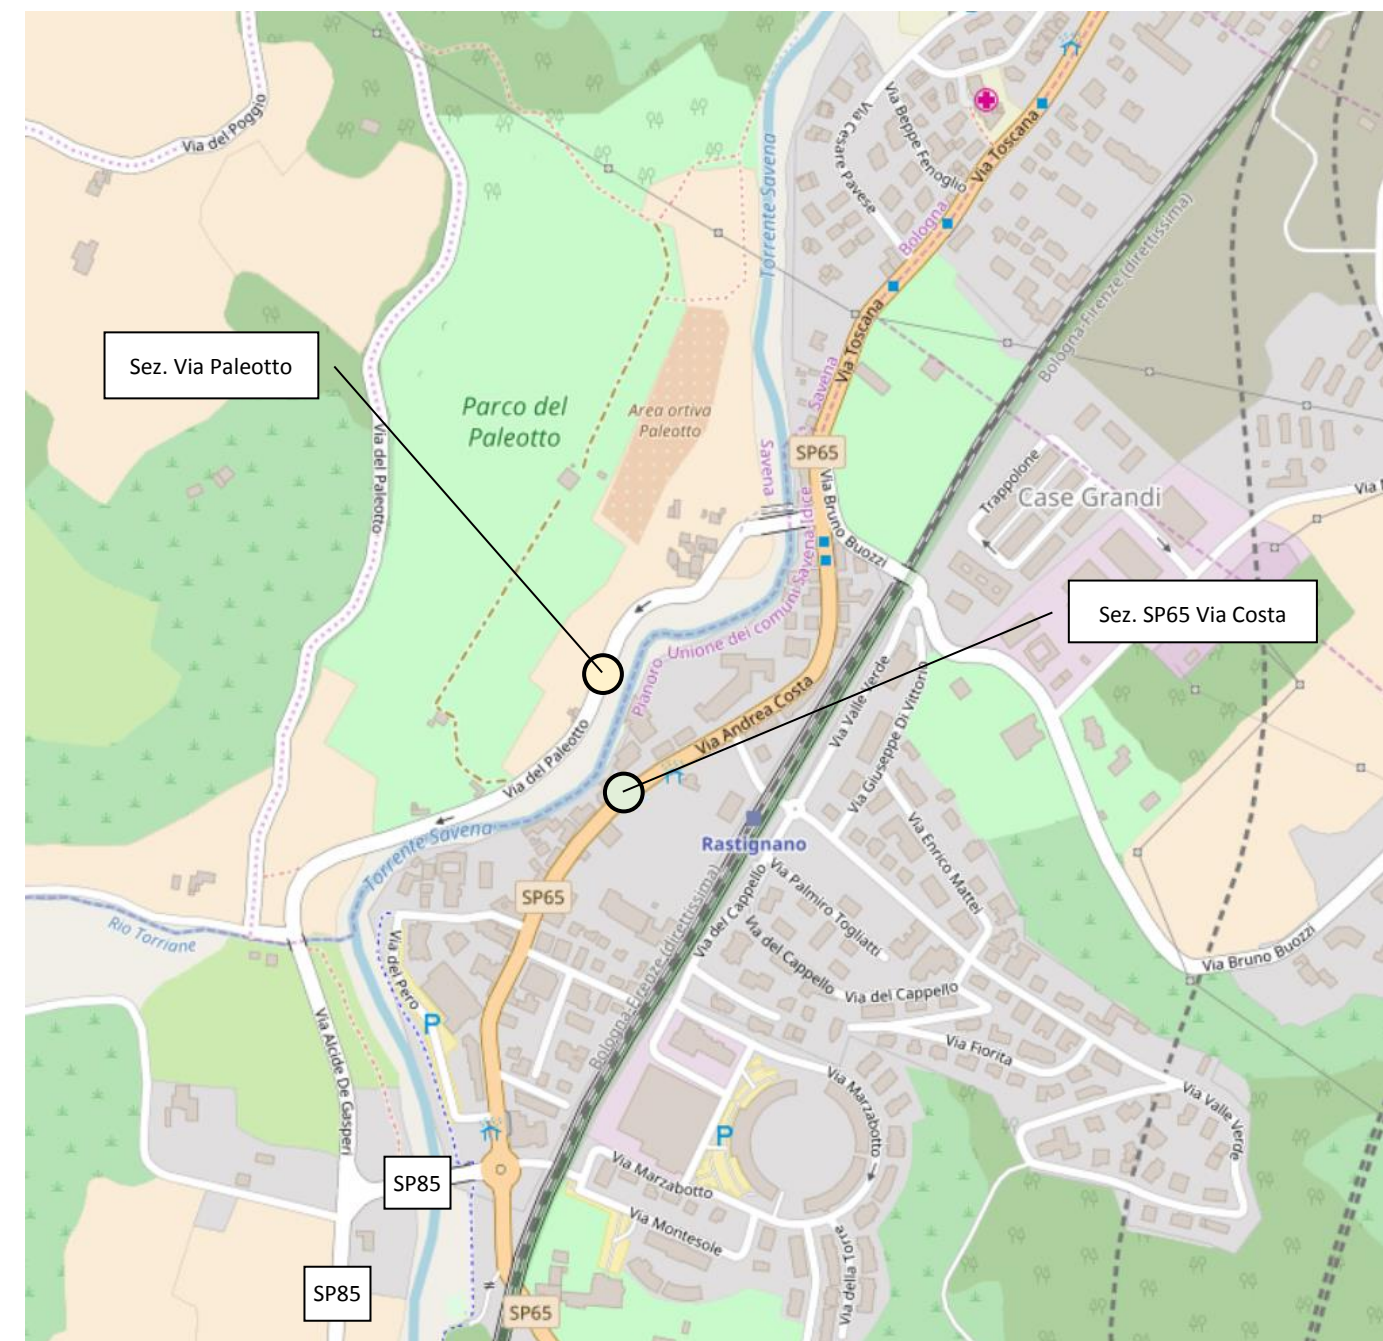 Via del Poggio
Torrente Savena
Via Cesare Pavese
Via Beppe Fenoglio
Via Toscana
Bologna
Bologna-Firenze (direttissima)
Sez. Via Paleotto
Via del Paleotto
Parco del
Paleotto
Area ortiva
Paleotto
Via Toscana
Savena
Savena
SP65
Via Bruno Buozzi
Trappolone
Case Grandi
Pianoro
Unione dei comuni Savena-Idice
Sez. SP65 Via Costa
Via Andrea Costa
Via Valle Verde
Via Giuseppe Di Vittorio
Via del Paleotto
Torrente Savena
Rastignano
Via Enrico Mattei
Via Palmiro Togliatti
Via del Cappello
Via del Cappello
Via del Cappello
SP65
Rio Torriane
Via del Pero
P
Bologna-Firenze (direttissima)
Via Bruno Buozzi
Via Alcide De Gasperi
Via Fiorita
Via Marzabotto
Via Valle Verde
P
SP85
Via Marzabotto
Via Montesole
Via della Torre
SP85
SP65